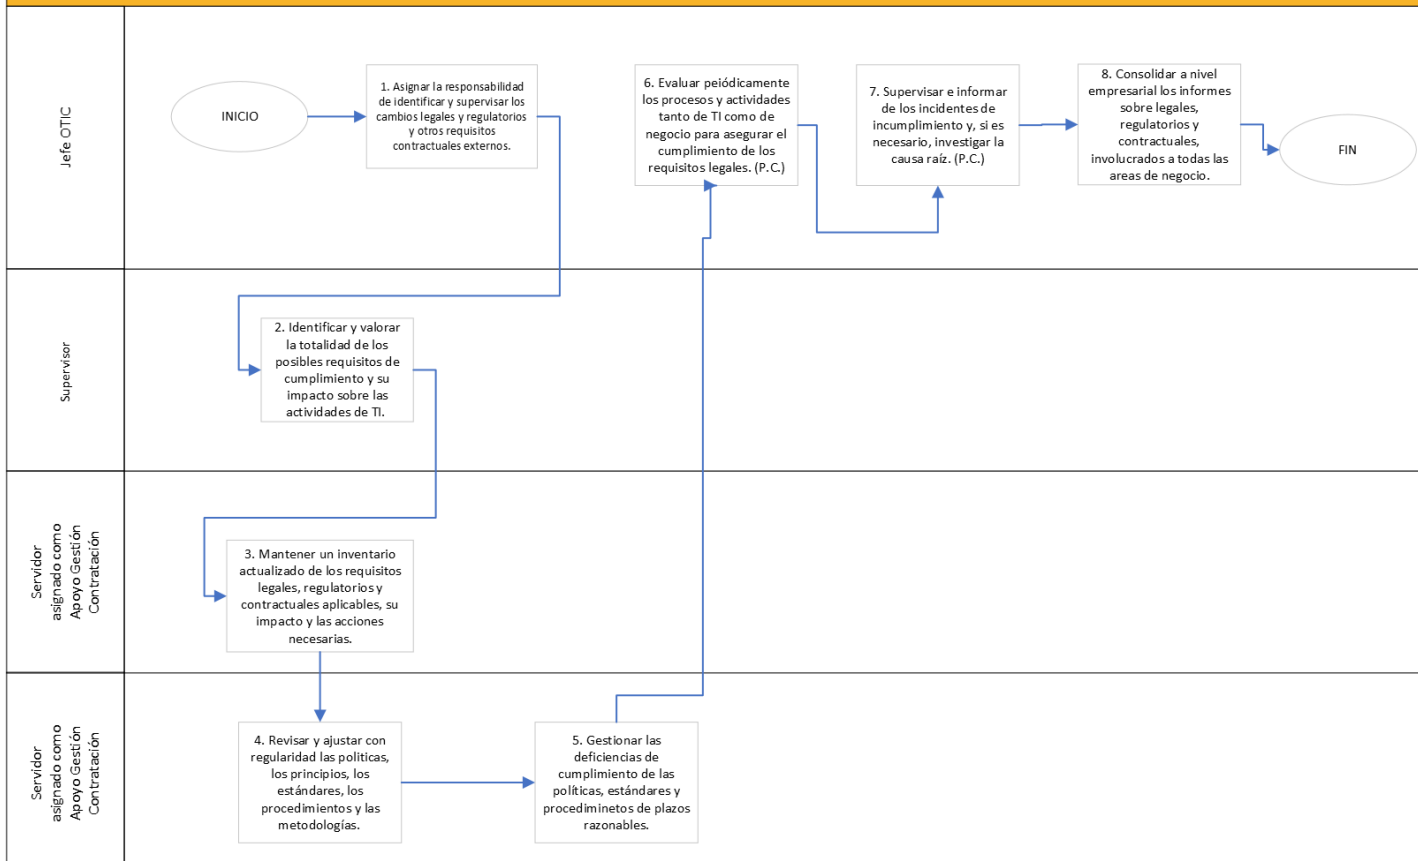 Jefe OTIC
INICIO
1. Asignar la responsabilidad
de identificar y supervisar los
cambios legales y regulatorios
y otros requisitos
contractuales externos.
6. Evaluar peiódicamente
los procesos y actividades
tanto de TI como de
negocio para asegurar el
cumplimiento de los
requisitos legales. (P.C.)
7. Supervisar e informar
de los incidentes de
incumplimiento y, si es
necesario, investigar la
causa raíz. (P.C.)
8. Consolidar a nivel
empresarial los informes
sobre legales,
regulatorios y
contractuales,
involucrados a todas las
areas de negocio.
FIN
Supervisor
2. Identificar y valorar
la totalidad de los
posibles requisitos de
cumplimiento y su
impacto sobre las
actividades de TI.
Servidor
asignado como
Apoyo Gestión
Contratación
3. Mantener un inventario
actualizado de los requisitos
legales, regulatorios y
contractuales aplicables, su
impacto y las acciones
necesarias.
Servidor
asignado como
Apoyo Gestión
Contratación
4. Revisar y ajustar con
regularidad las politicas,
los principios, los
estándares, los
procedimientos y las
metodologías.
5. Gestionar las
deficiencias de
cumplimiento de las
políticas, estándares y
procediminetos de plazos
razonables.